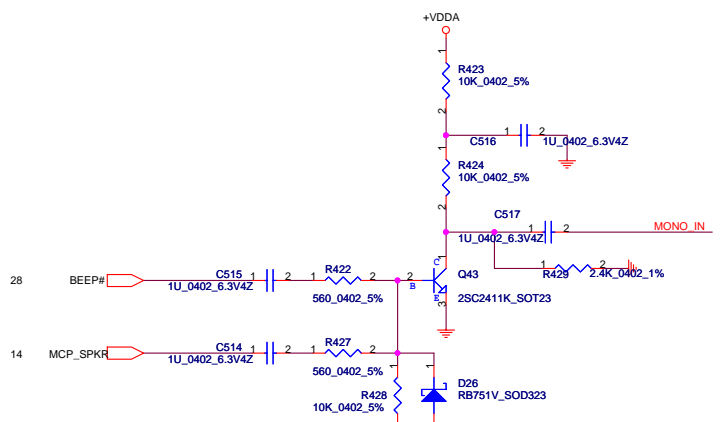 +VDDA
1
R423
10K_0402_5%
2
1 2
C516 1U_0402_6.3V4Z
1
R424
10K_0402_5%
2
C517
1 2 MONO_IN
1U_0402_6.3V4Z
1
C
1 2
R429 2.4K_0402_1%
28 BEEP# C515 1 2 1 R422 2 2 B Q43
1U_0402_6.3V4Z
560_0402_5%
E
3
2SC2411K_SOT23
14 MCP_SPKR C514 1 2 1 R427 2
1U_0402_6.3V4Z
560_0402_5%
1 1
R428
10K_0402_5%
D26
RB751V_SOD323